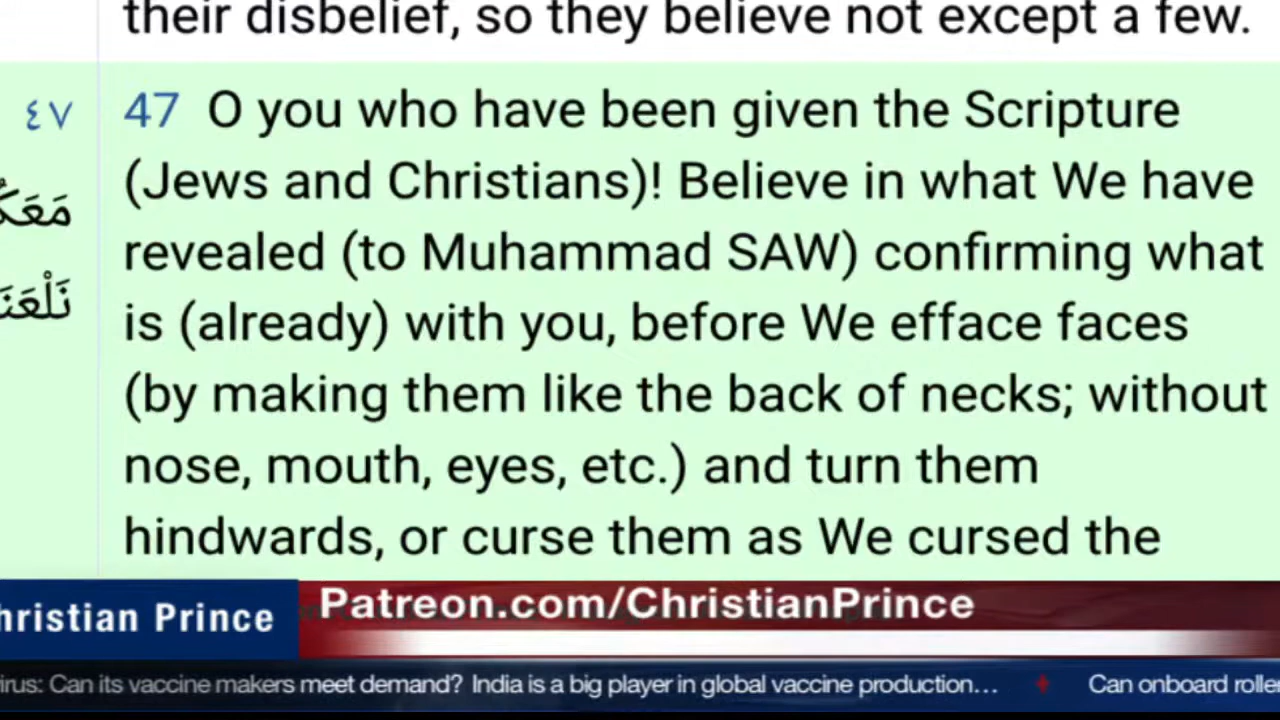 their disbelief, so they believe not except a few.
٤٧
47 O you who have been given the Scripture
(Jews and Christians)! Believe in what We have
revealed (to Muhammad SAW) confirming what
is (already) with you, before We efface faces
(by making them like the back of necks; without
nose, mouth, eyes, etc.) and turn them
hindwards, or curse them as We cursed the
hristian Prince
Patreon.com/ChristianPrince
irus: Can its vaccine makers meet demand? India is a big player in global vaccine production... Can onboard